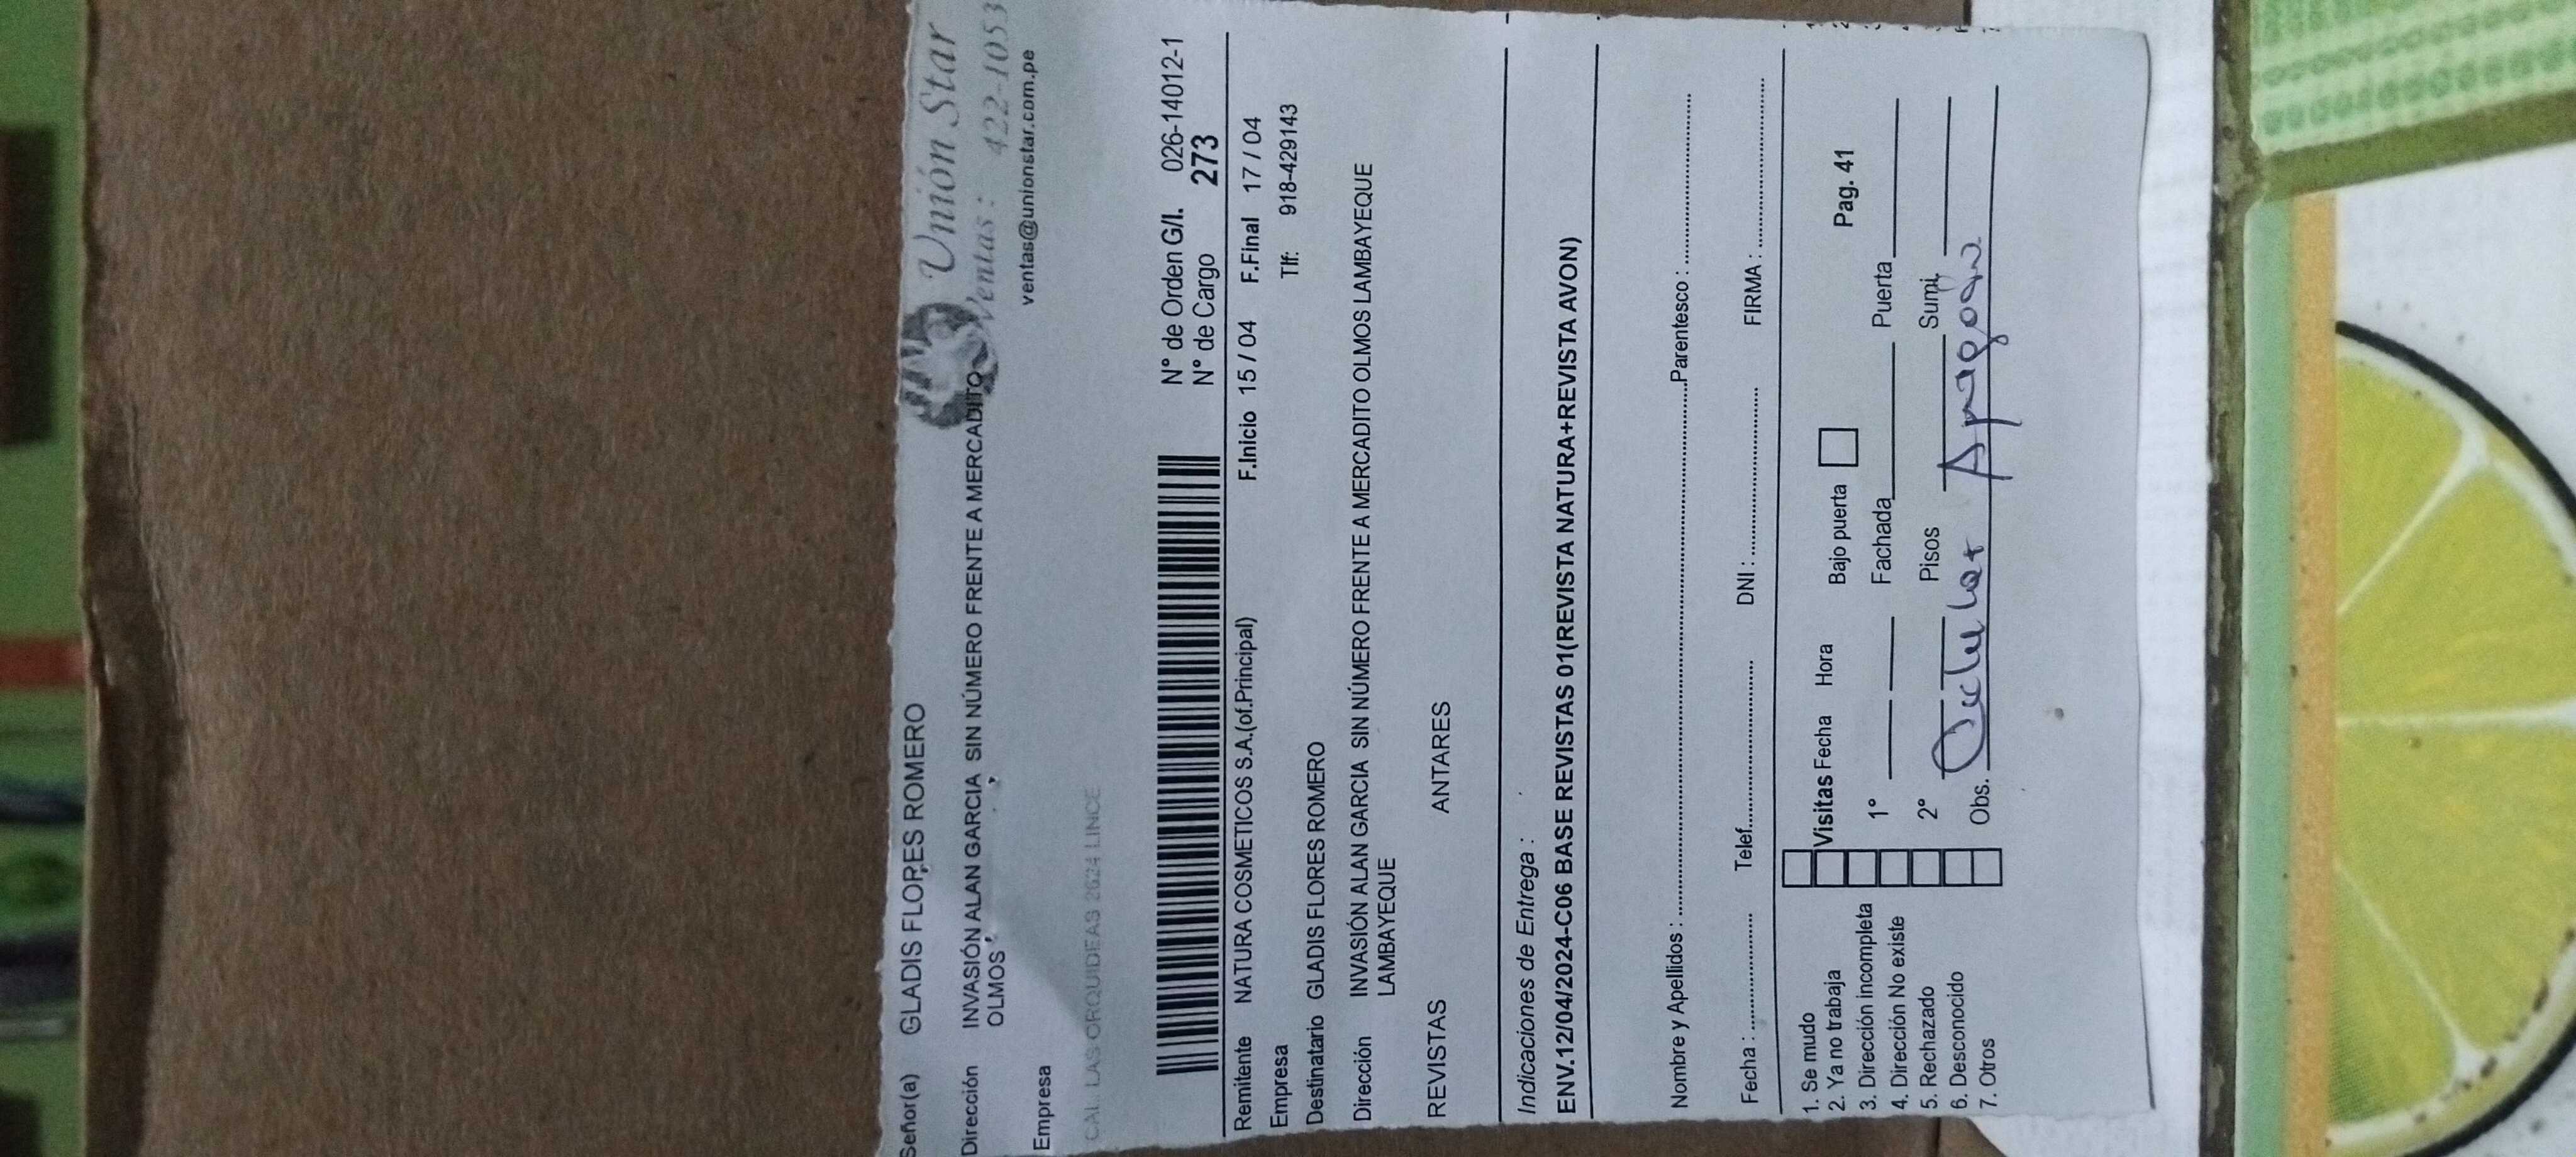 Señor(a) GLADIS FLORES ROMERO
Unión Star
Dirección INVASIÓN ALAN GARCIA SIN NÚMERO FRENTE A MERCADITO
OLMOS
Ventas: 422-1053
ventas@unionstar.com.pe
Empresa
CAL. LAS ORQUIDEAS 2624 LINCE
N° de Orden G/I. 026-14012-1
N° de Cargo 273
Remitente NATURA COSMETICOS S.A.(of.Principal) F.Inicio 15 / 04 F.Final 17 / 04
Empresa Tlf: 918-429143
Destinatario GLADIS FLORES ROMERO
Dirección INVASIÓN ALAN GARCIA SIN NÚMERO FRENTE A MERCADITO OLMOS LAMBAYEQUE
LAMBAYEQUE
REVISTAS ANTARES
Indicaciones de Entrega :
ENV.12/04/2024-C06 BASE REVISTAS 01(REVISTA NATURA+REVISTA AVON)
Nombre y Apellidos : Parentesco :
Fecha : Telef. DNI : FIRMA :
1. Se mudo
2. Ya no trabaja
3. Dirección incompleta
4. Dirección No existe
5. Rechazado
6. Desconocido
7. Otros
Visitas Fecha Hora Bajo puerta Pag. 41
1° Fachada Puerta
2° Pisos Sumi.
Obs.